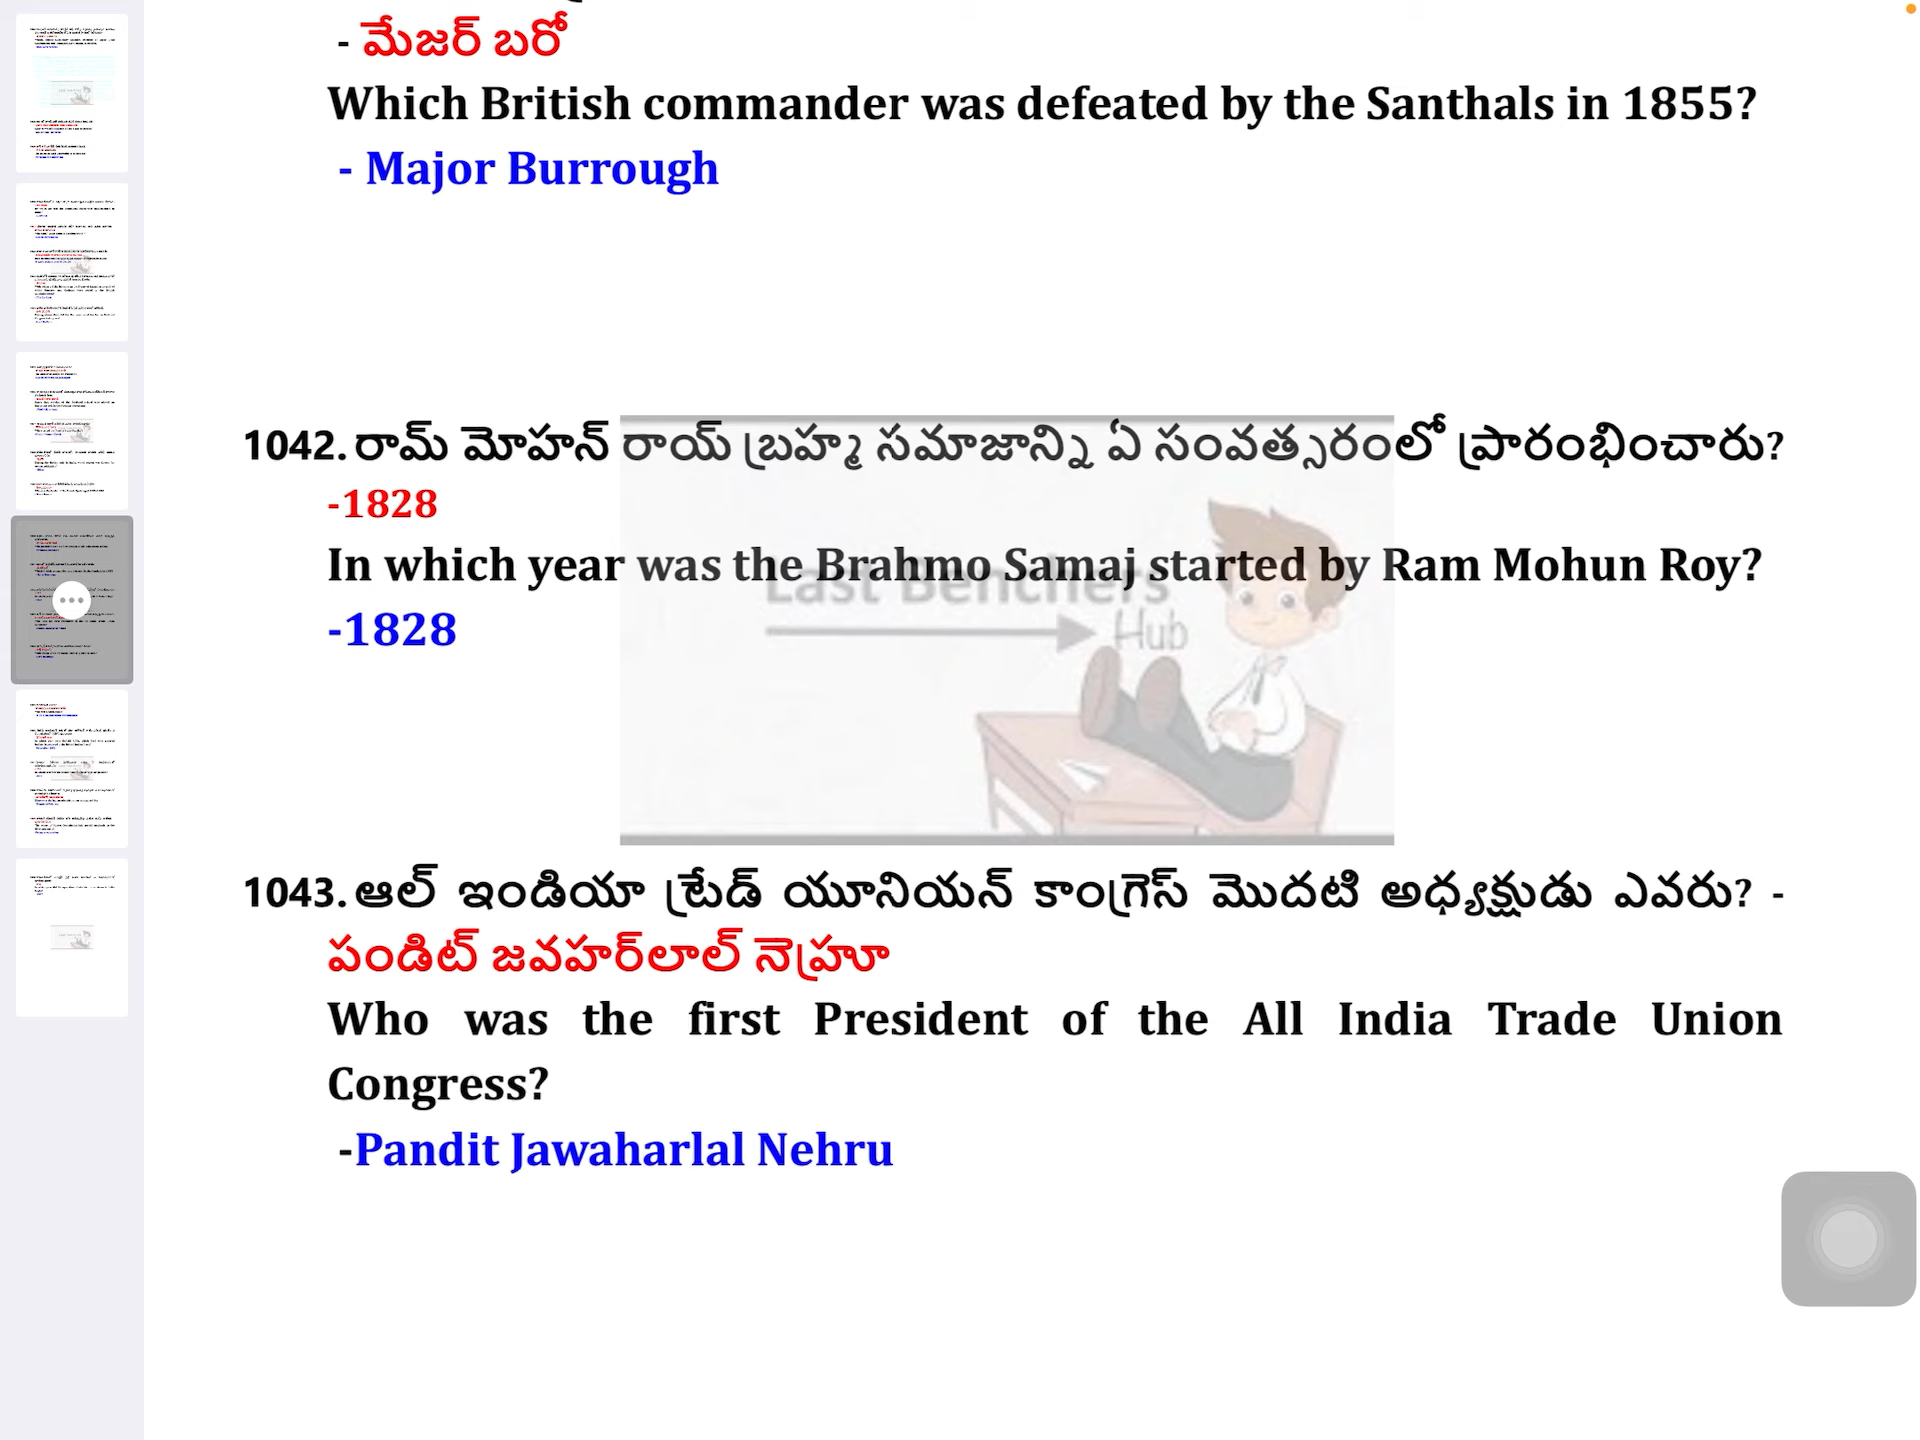 - మేజర్ బరో
Which British commander was defeated by the Santhals in 1855?
- Major Burrough
1042. రామ్ మోహన్ రాయ్ బ్రహ్మ సమాజాన్ని ఏ సంవత్సరంలో ప్రారంభించారు?
-1828
In which year was the Brahmo Samaj started by Ram Mohun Roy?
Last Benchers
-1828
Hub
1043. ఆల్ ఇండియా ట్రేడ్ యూనియన్ కాంగ్రెస్ మొదటి అధ్యక్షుడు ఎవరు? -
పండిట్ జవహర్‌లాల్ నెహ్రూ
Who was the first President of the All India Trade Union
Congress?
-Pandit Jawaharlal Nehru